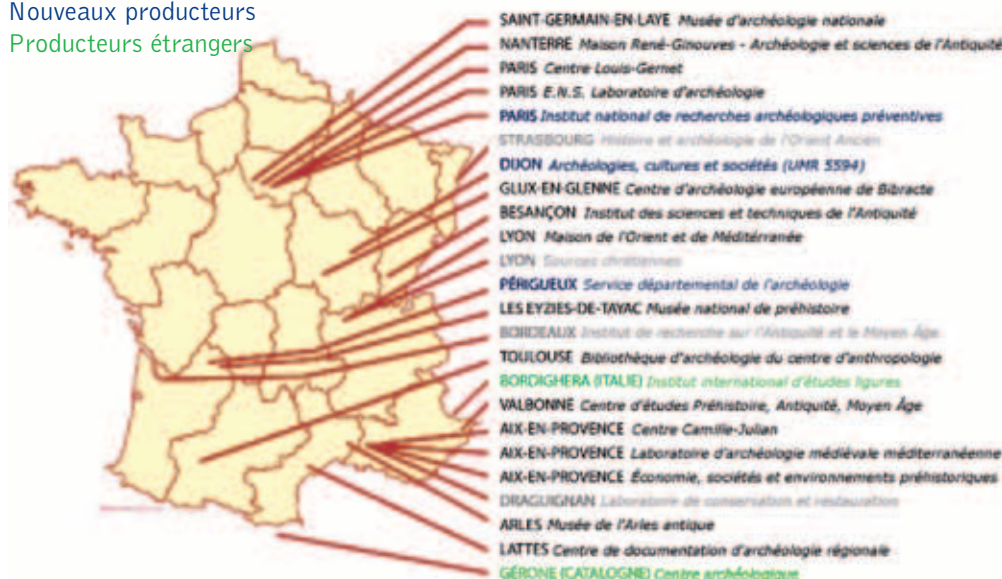 Nouveaux producteurs
Producteurs étrangers
SAINT-GERMAIN-EN-LAYE Musée d'archéologie nationale
NANTERRE Maison René-Ginouves - Archéologie et sciences de l'Antiquité
PARIS Centre Louis-Gernet
PARIS E.N.S. Laboratoire d'archéologie
PARIS Institut national de recherches archéologiques préventives
STRASBOURG Histoire et archéologie de l'Orient Ancien
DIJON Archéologies, cultures et sociétés (UMR 5594)
GLUX-EN-GLENNE Centre d'archéologie européenne de Bibracte
BESANÇON Institut des sciences et techniques de l'Antiquité
LYON Maison de l'Orient et de Méditérranée
LYON Sources chrétiennes
PÉRIGUEUX Service départemental de l'archéologie
LES EYZIES-DE-TAYAC Musée national de préhistoire
BORDEAUX Institut de recherche sur l'Antiquité et le Moyen Âge
TOULOUSE Bibliothèque d'archéologie du centre d'anthropologie
BORDIGHERA (ITALIE) Institut international d'études ligures
VALBONNE Centre d'études Préhistoire, Antiquité, Moyen Âge
AIX-EN-PROVENCE Centre Camille-Julian
AIX-EN-PROVENCE Laboratoire d'archéologie médiévale méditerranéenne
AIX-EN-PROVENCE Économie, sociétés et environnements préhistoriques
DRAGUIGNAN Laboratoire de conservation et restauration
ARLES Musée de l'Arles antique
LATTES Centre de documentation d'archéologie régionale
GÉRONE (CATALOGNE) Centre archéologique